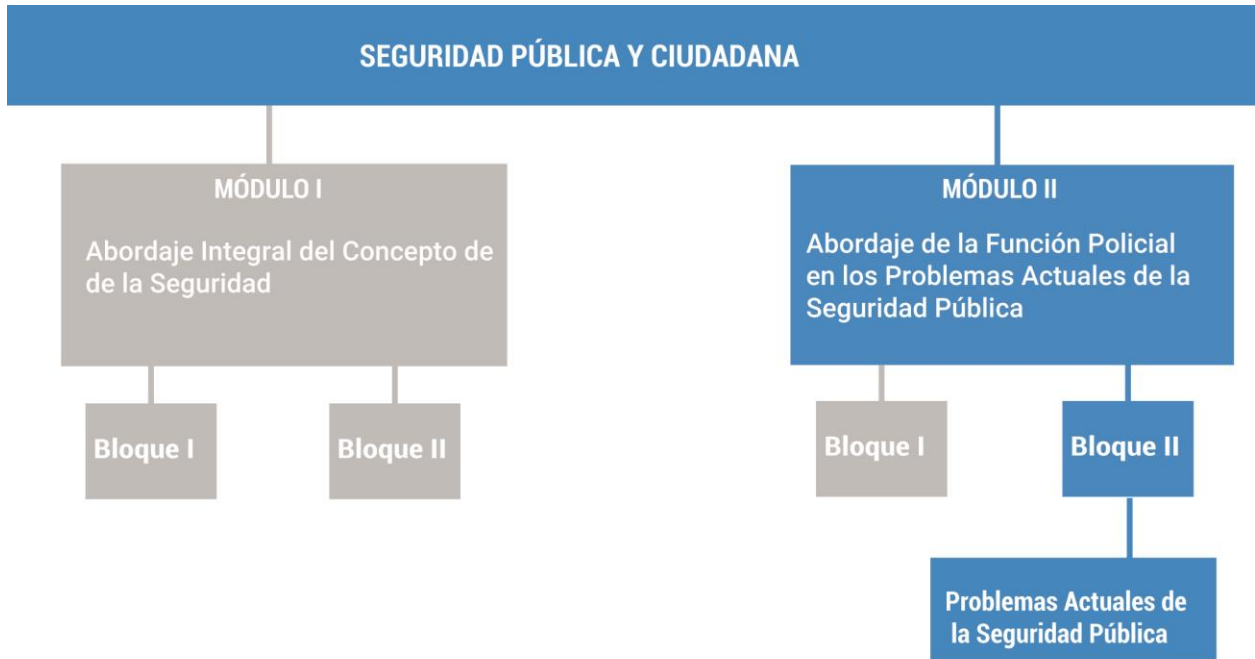 SEGURIDAD PÚBLICA Y CIUDADANA
MÓDULO I
Abordaje Integral del Concepto de
de la Seguridad
Bloque I
Bloque II
MÓDULO II
Abordaje de la Función Policial
en los Problemas Actuales de la
Seguridad Pública
Bloque I
Bloque II
Problemas Actuales de
la Seguridad Pública